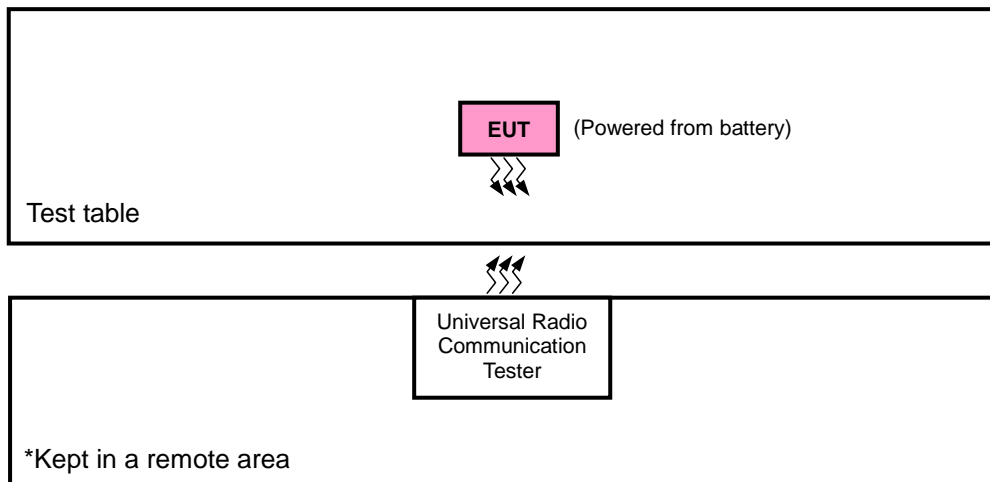 EUT
(Powered from battery)
Test table
Universal Radio
Communication
Tester
*Kept in a remote area